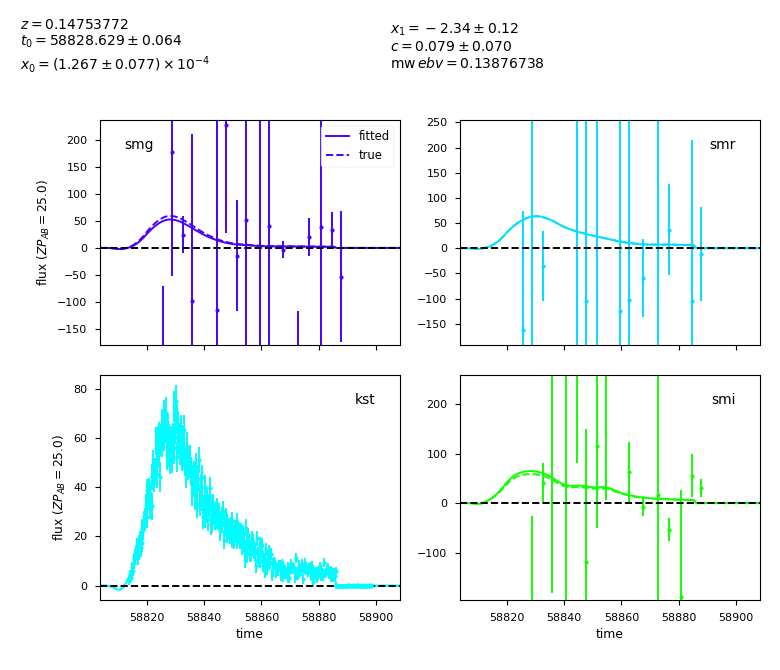 z = 0.14753772
t₀ = 58828.629 ± 0.064
x₀ = (1.267 ± 0.077) × 10⁻⁴
x₁ = −2.34 ± 0.12
c = 0.079 ± 0.070
mw ebv = 0.13876738
smg
fitted
true
200
150
100
50
0
−50
−100
−150
flux (ZP_AB = 25.0)
smr
250
200
150
100
50
0
−50
−100
−150
kst
80
60
40
20
0
flux (ZP_AB = 25.0)
58820 58840 58860 58880 58900
time
smi
200
100
0
−100
58820 58840 58860 58880 58900
time